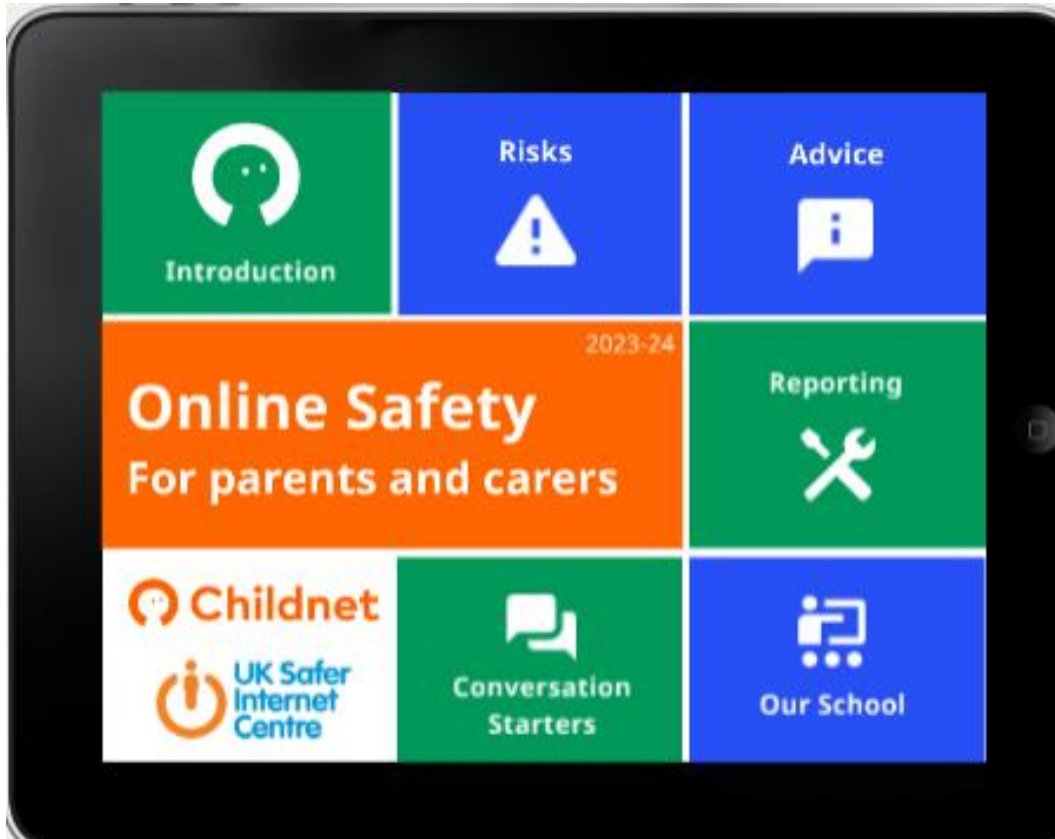 Introduction
Risks
Advice
2023-24
Online Safety
For parents and carers
Reporting
Childnet
UK Safer
Internet
Centre
Conversation
Starters
Our School